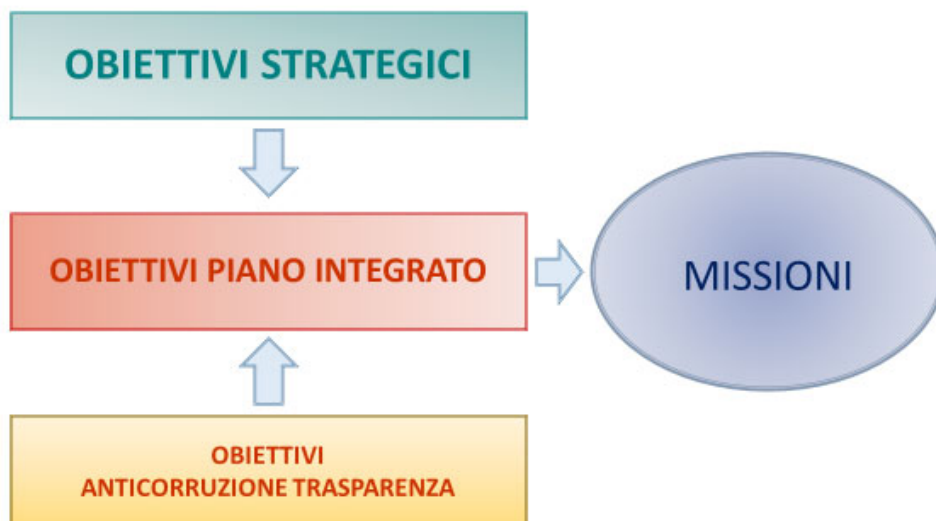 OBIETTIVI STRATEGICI
OBIETTIVI PIANO INTEGRATO
MISSIONI
OBIETTIVI
ANTICORRUZIONE TRASPARENZA